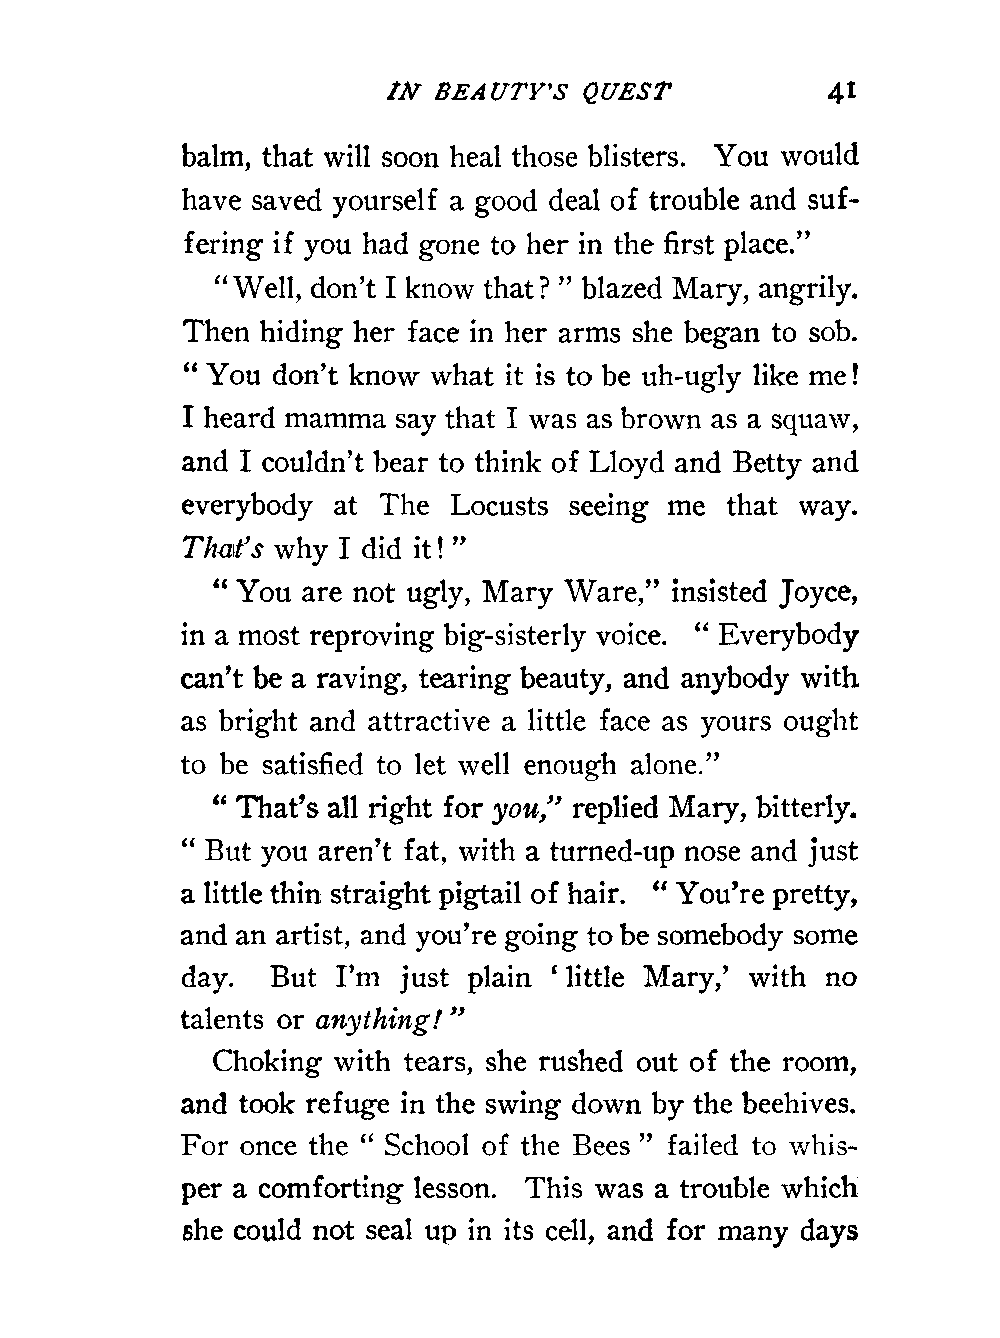 IN BEAUTY'S QUEST 41
balm, that will soon heal those blisters. You would
have saved yourself a good deal of trouble and suf-
fering if you had gone to her in the first place."
"Well, don't I know that? " blazed Mary, angrily.
Then hiding her face in her arms she began to sob.
" You don't know what it is to be uh-ugly like me!
I heard mamma say that I was as brown as a squaw,
and I couldn't bear to think of Lloyd and Betty and
everybody at The Locusts seeing me that way.
That's why I did it! "
" You are not ugly, Mary Ware," insisted Joyce,
in a most reproving big-sisterly voice. " Everybody
can't be a raving, tearing beauty, and anybody with
as bright and attractive a little face as yours ought
to be satisfied to let well enough alone."
" That's all right for you," replied Mary, bitterly.
" But you aren't fat, with a turned-up nose and just
a little thin straight pigtail of hair. " You're pretty,
and an artist, and you're going to be somebody some
day. But I'm just plain ' little Mary,' with no
talents or anything! "
Choking with tears, she rushed out of the room,
and took refuge in the swing down by the beehives.
For once the " School of the Bees " failed to whis-
per a comforting lesson. This was a trouble which
she could not seal up in its cell, and for many days